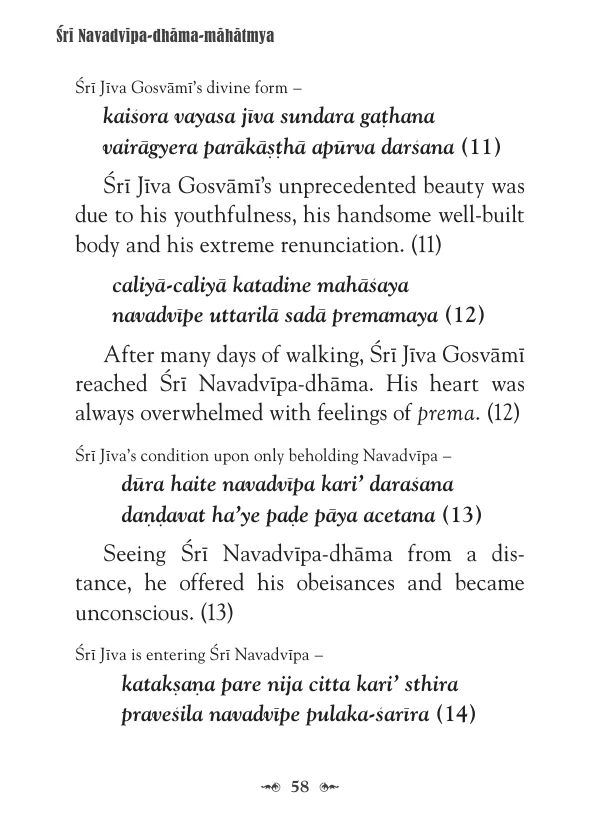 Śrī Navadvīpa-dhāma-māhātmya
Śrī Jīva Gosvāmī’s divine form –
kaiśora vayasa jīva sundara gaṭhana
vairāgyera parākāṣṭhā apūrva darśana (11)
Śrī Jīva Gosvāmī’s unprecedented beauty was
due to his youthfulness, his handsome well-built
body and his extreme renunciation. (11)
caliyā-caliyā katadine mahāśaya
navadvīpe uttarilā sadā premamaya (12)
After many days of walking, Śrī Jīva Gosvāmī
reached Śrī Navadvīpa-dhāma. His heart was
always overwhelmed with feelings of prema. (12)
Śrī Jīva’s condition upon only beholding Navadvīpa –
dūra haite navadvīpa kari’ daraśana
daṇḍavat ha’ye paḍe pāya acetana (13)
Seeing Śrī Navadvīpa-dhāma from a dis-
tance, he offered his obeisances and became
unconscious. (13)
Śrī Jīva is entering Śrī Navadvīpa –
katakṣaṇa pare nija citta kari’ sthira
praveśila navadvīpe pulaka-śarīra (14)
58